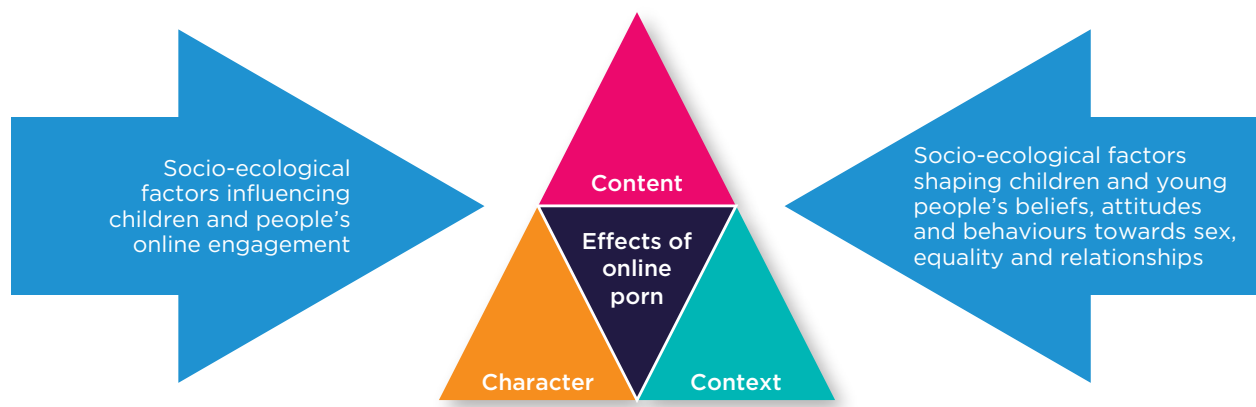 Socio-ecological
factors influencing
children and people's
online engagement
Content
Effects of
online
porn
Character
Context
Socio-ecological factors
shaping children and young
people's beliefs, attitudes
and behaviours towards sex,
equality and relationships